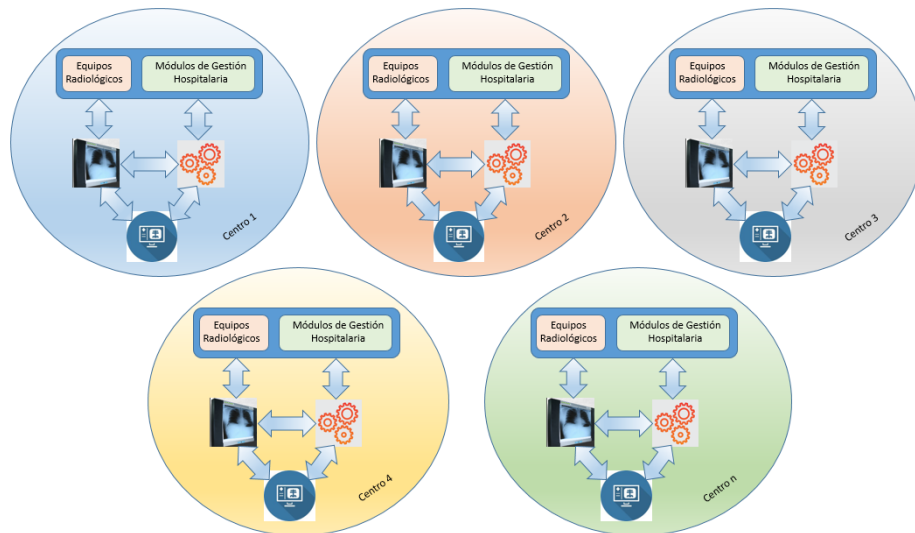 Equipos
Radiológicos
Módulos de Gestión
Hospitalaria
Centro 1
Equipos
Radiológicos
Módulos de Gestión
Hospitalaria
Centro 2
Equipos
Radiológicos
Módulos de Gestión
Hospitalaria
Centro 3
Equipos
Radiológicos
Módulos de Gestión
Hospitalaria
Centro 4
Equipos
Radiológicos
Módulos de Gestión
Hospitalaria
Centro n